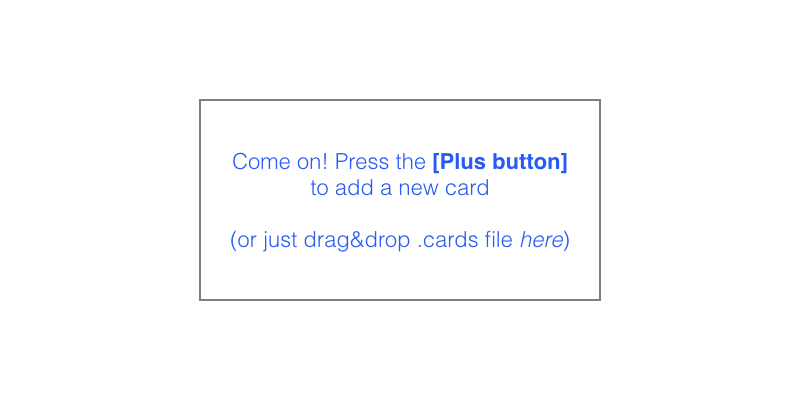 Come on! Press the [Plus button]
to add a new card
(or just drag&drop .cards file here)